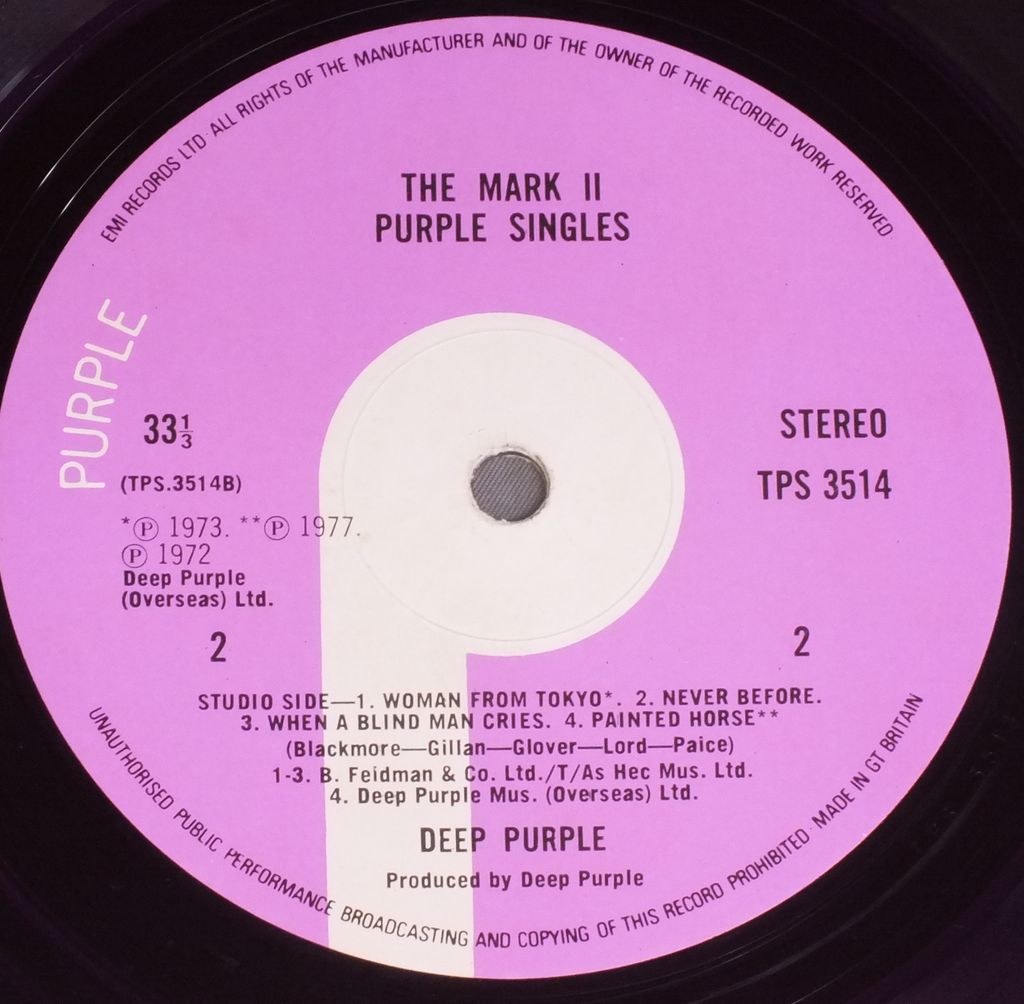 EMI RECORDS LTD · ALL RIGHTS OF THE MANUFACTURER AND OF THE OWNER OF THE RECORDED WORK RESERVED
THE MARK II
PURPLE SINGLES
PURPLE
33⅓
STEREO
(TPS.3514B)
TPS 3514
*Ⓟ 1973. **Ⓟ 1977.
Ⓟ 1972
Deep Purple
(Overseas) Ltd.
2
2
STUDIO SIDE—1. WOMAN FROM TOKYO*. 2. NEVER BEFORE.
3. WHEN A BLIND MAN CRIES. 4. PAINTED HORSE**
(Blackmore—Gillan—Glover—Lord—Paice)
1-3. B. Feidman & Co. Ltd./T/As Hec Mus. Ltd.
4. Deep Purple Mus. (Overseas) Ltd.
DEEP PURPLE
Produced by Deep Purple
UNAUTHORISED PUBLIC PERFORMANCE BROADCASTING AND COPYING OF THIS RECORD PROHIBITED · MADE IN GT BRITAIN